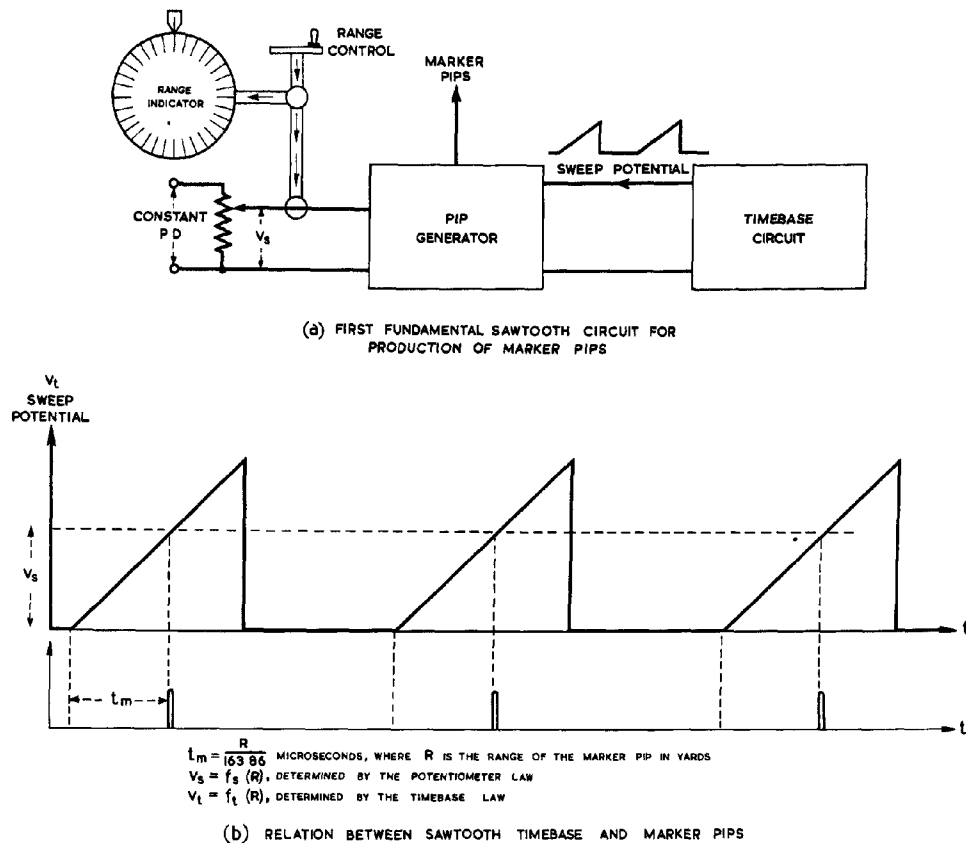 RANGE
CONTROL
RANGE
INDICATOR
MARKER
PIPS
SWEEP POTENTIAL
CONSTANT
P D
Vs
PIP
GENERATOR
TIMEBASE
CIRCUIT
(a) FIRST FUNDAMENTAL SAWTOOTH CIRCUIT FOR
PRODUCTION OF MARKER PIPS
Vt
SWEEP
POTENTIAL
Vs
t
tm
t
tm = R/163 86 MICROSECONDS, WHERE R IS THE RANGE OF THE MARKER PIP IN YARDS
Vs = fs (R), DETERMINED BY THE POTENTIOMETER LAW
Vt = ft (R), DETERMINED BY THE TIMEBASE LAW
(b) RELATION BETWEEN SAWTOOTH TIMEBASE AND MARKER PIPS